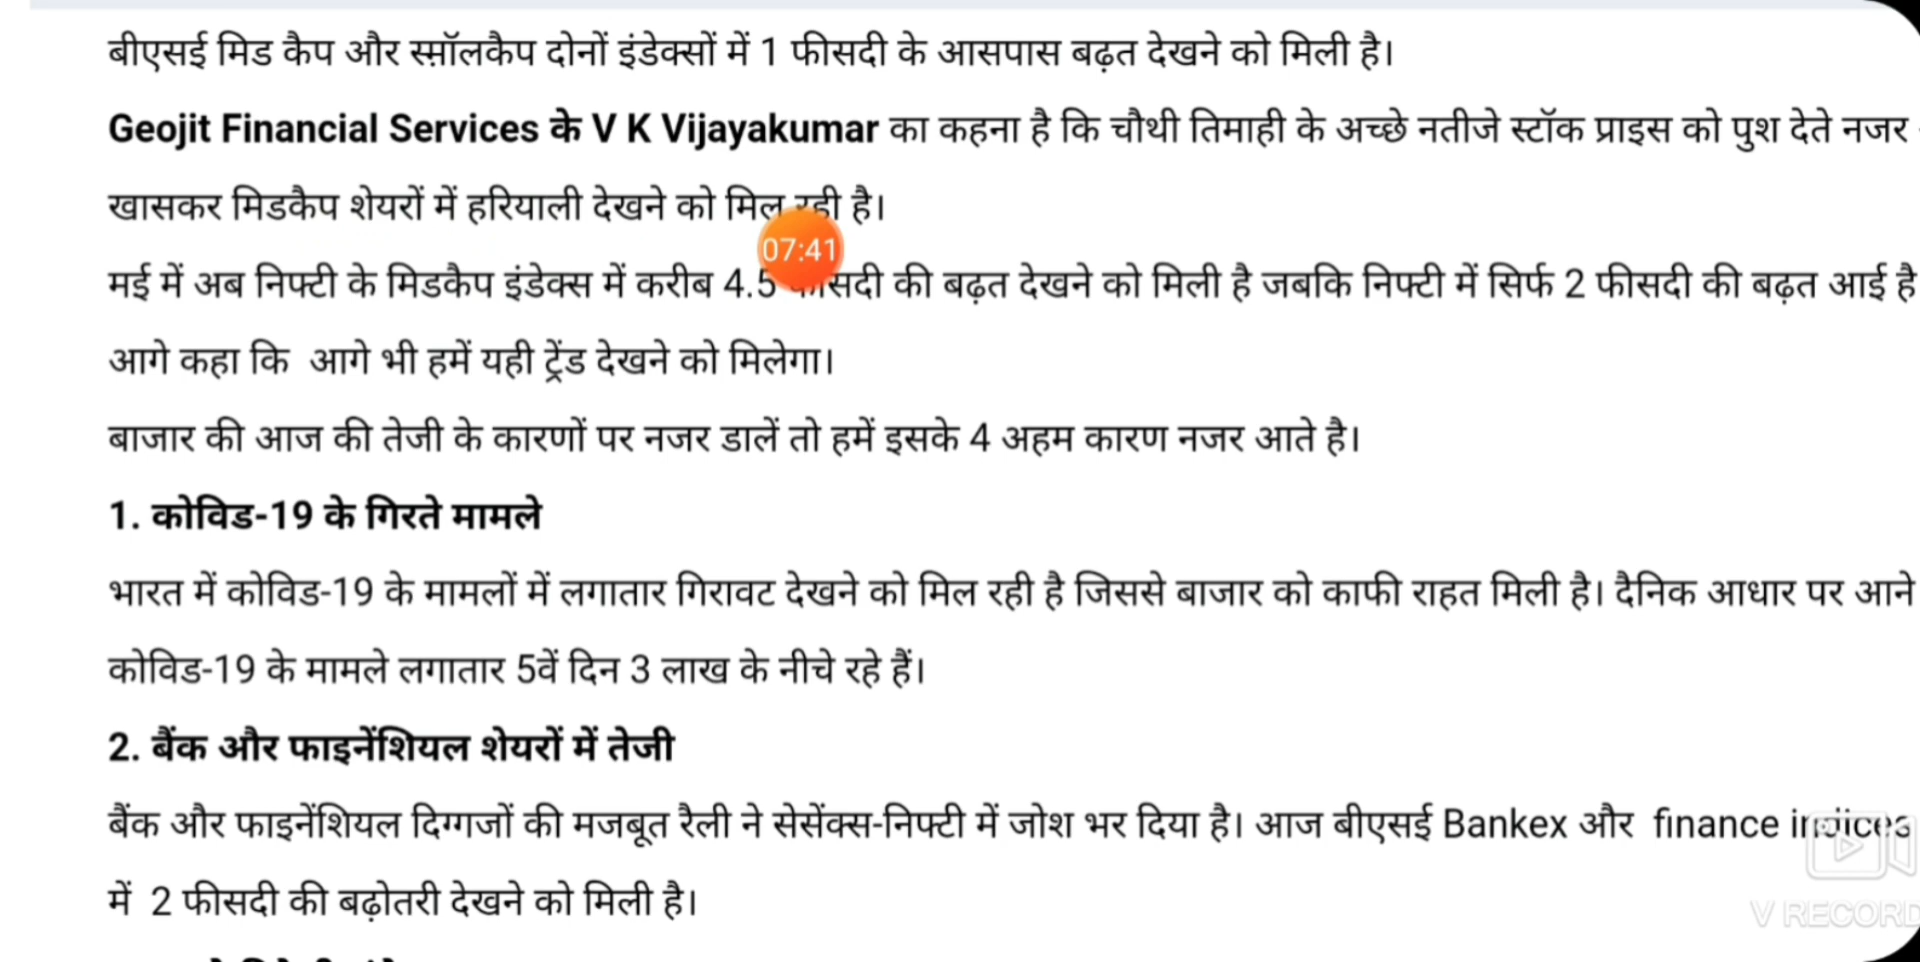 बीएसई मिड कैप और स्मॉलकैप दोनों इंडेक्सों में 1 फीसदी के आसपास बढ़त देखने को मिली है।
Geojit Financial Services के V K Vijayakumar का कहना है कि चौथी तिमाही के अच्छे नतीजे स्टॉक प्राइस को पुश देते नजर
खासकर मिडकैप शेयरों में हरियाली देखने को मिल रही है।
07:41
मई में अब निफ्टी के मिडकैप इंडेक्स में करीब 4.5 की बढ़त देखने को मिली है जबकि निफ्टी में सिर्फ 2 फीसदी की बढ़त आई है
आगे कहा कि आगे भी हमें यही ट्रेंड देखने को मिलेगा।
बाजार की आज की तेजी के कारणों पर नजर डालें तो हमें इसके 4 अहम कारण नजर आते है।
1. कोविड-19 के गिरते मामले
भारत में कोविड-19 के मामलों में लगातार गिरावट देखने को मिल रही है जिससे बाजार को काफी राहत मिली है। दैनिक आधार पर आने
कोविड-19 के मामले लगातार 5वें दिन 3 लाख के नीचे रहे हैं।
2. बैंक और फाइनेंशियल शेयरों में तेजी
बैंक और फाइनेंशियल दिग्गजों की मजबूत रैली ने सेसेंक्स-निफ्टी में जोश भर दिया है। आज बीएसई Bankex और finance indices
में 2 फीसदी की बढ़ोतरी देखने को मिली है।
V RECORD